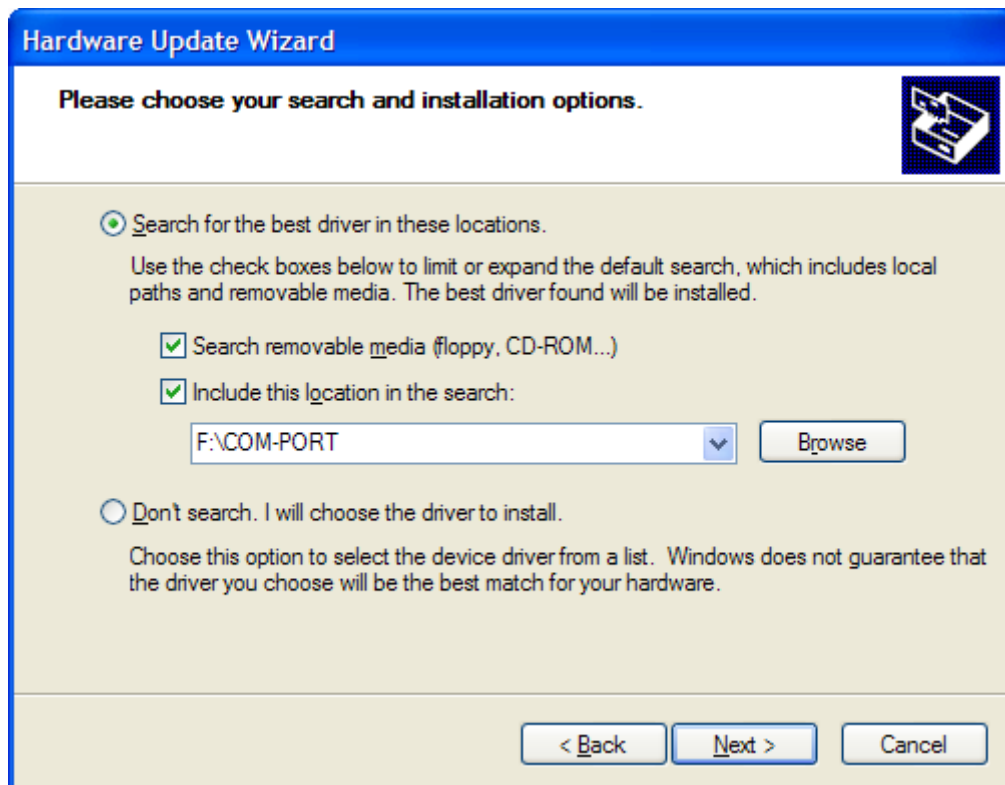 Hardware Update Wizard
Please choose your search and installation options.
Search for the best driver in these locations.
Use the check boxes below to limit or expand the default search, which includes local
paths and removable media. The best driver found will be installed.
Search removable media (floppy, CD-ROM...)
Include this location in the search:
F:\COM-PORT
Browse
Don't search. I will choose the driver to install.
Choose this option to select the device driver from a list. Windows does not guarantee that
the driver you choose will be the best match for your hardware.
< Back Next > Cancel